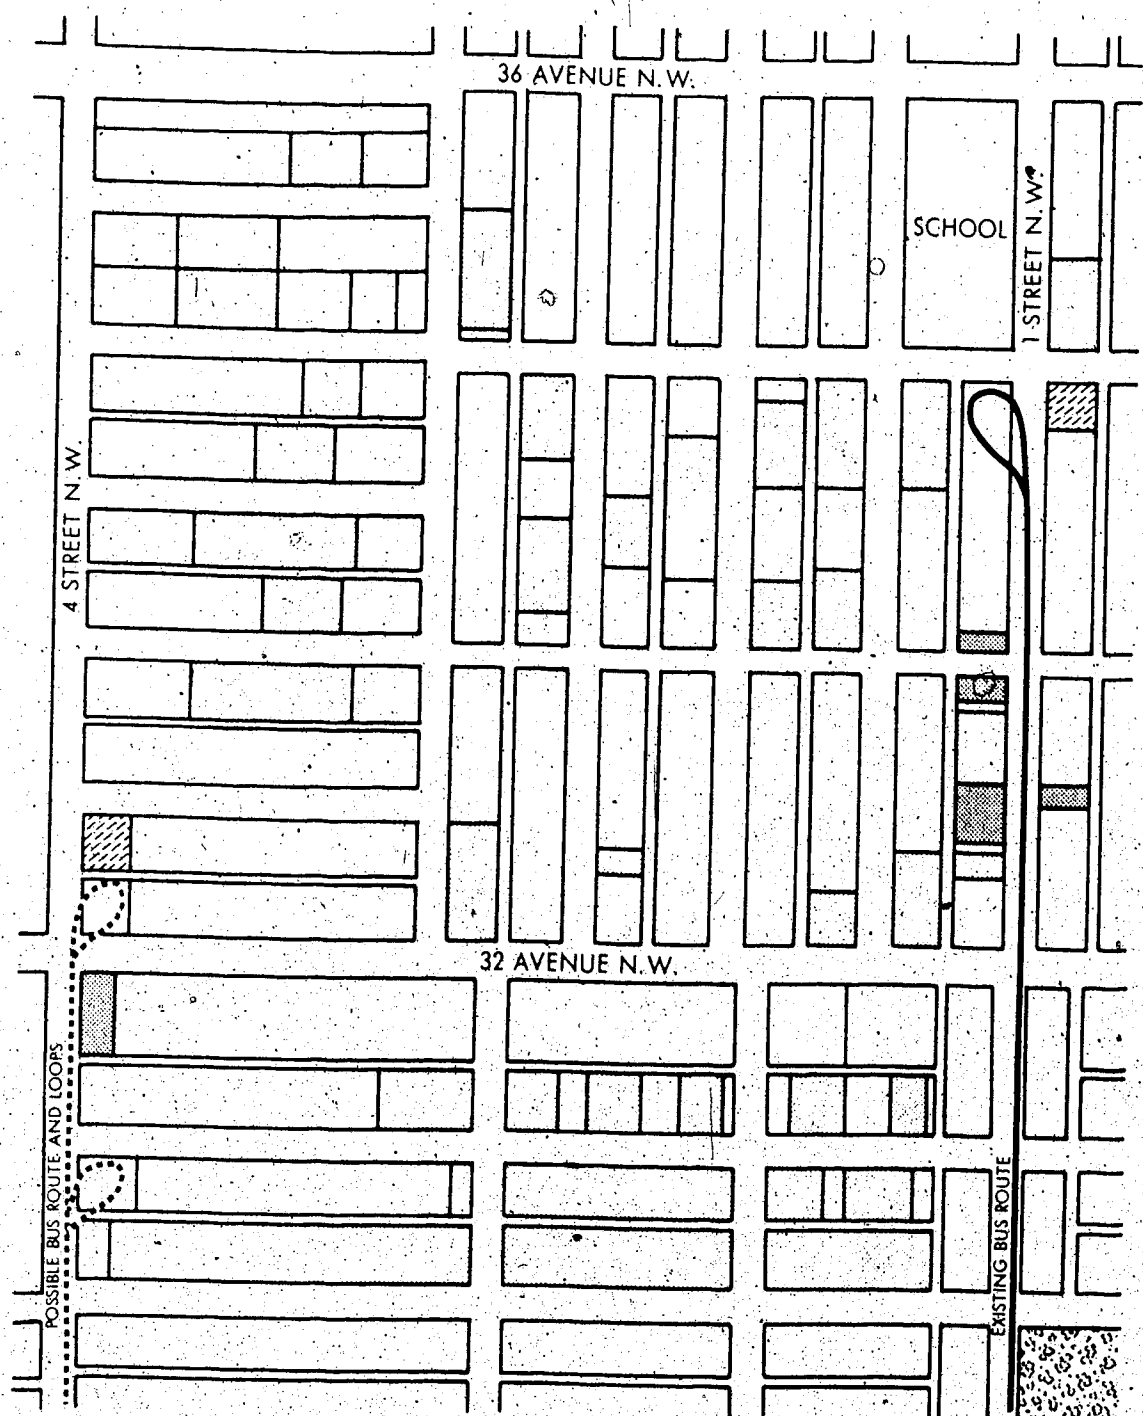 36 AVENUE N.W.
SCHOOL
1 STREET N.W.
4 STREET N.W.
32 AVENUE N.W.
POSSIBLE BUS ROUTE AND LOOPS
EXISTING BUS ROUTE